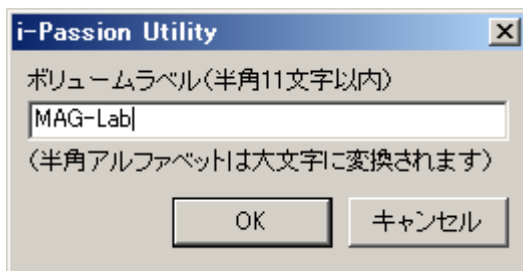 i-Passion Utility
ボリュームラベル(半角11文字以内)
MAG-Lab
(半角アルファベットは大文字に変換されます)
OK
キャンセル